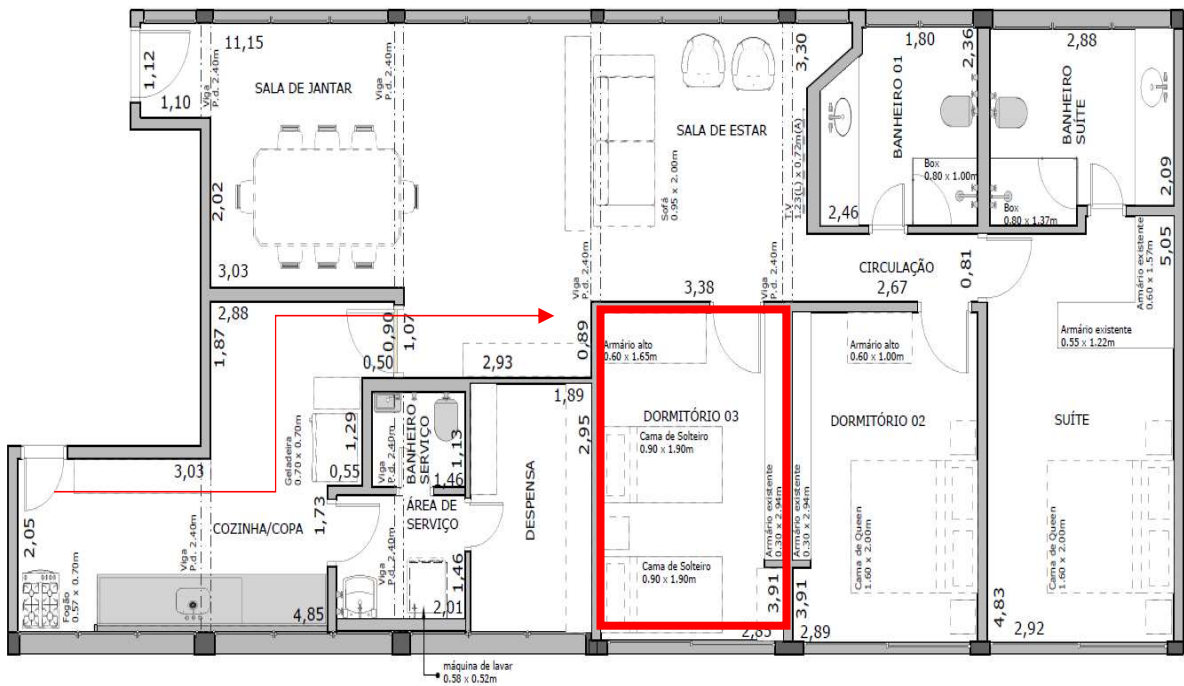 11,15
1,12
1,10
Viga
P.d. 2.40m
SALA DE JANTAR
Viga
P.d. 2.40m
2,02
3,03
SALA DE ESTAR
Sofá
0.95 x 2.00m
3,30
T.V
1.23(L) x 0.72m(A)
Viga
P.d. 2.40m
Viga
P.d. 2.40m
3,38
1,80
2,36
BANHEIRO 01
Box
0.80 x 1.00m
2,46
2,88
BANHEIRO
SUÍTE
Box
0.80 x 1.37m
2,09
CIRCULAÇÃO
2,67
0,81
5,05
Armário existente
0.60 x 1.57m
Armário existente
0.55 x 1.22m
2,88
1,87
0,90
1,07
0,50
2,93
0,89
1,89
2,95
Geladeira
0.70 x 0.70m
1,29
0,55
Viga
P.d. 2.40m
BANHEIRO
SERVIÇO
1,13
1,46
DESPENSA
3,03
2,05
COZINHA/COPA
1,73
ÁREA DE
SERVIÇO
Viga
P.d. 2.40m
Viga
P.d. 2.40m
Fogão
0.57 x 0.70m
4,85
1,46
2,01
máquina de lavar
0.58 x 0.52m
Armário alto
0.60 x 1.65m
DORMITÓRIO 03
Cama de Solteiro
0.90 x 1.90m
Cama de Solteiro
0.90 x 1.90m
Armário existente
0.30 x 2.94m
3,91
2,85
Armário alto
0.60 x 1.00m
DORMITÓRIO 02
Armário existente
0.30 x 2.94m
Cama de Queen
1.60 x 2.00m
3,91
2,89
SUÍTE
Cama de Queen
1.60 x 2.00m
4,83
2,92